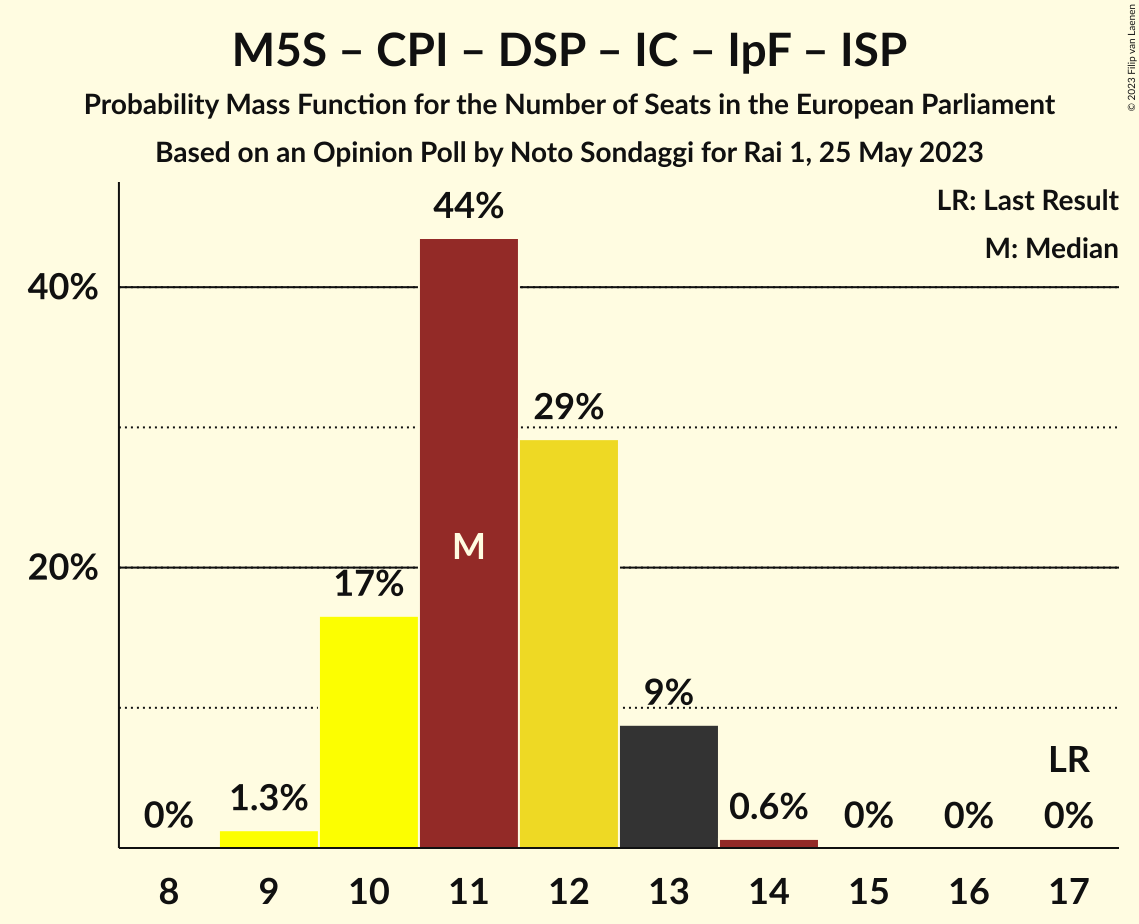 M5S – CPI – DSP – IC – IpF – ISP
Probability Mass Function for the Number of Seats in the European Parliament
Based on an Opinion Poll by Noto Sondaggi for Rai 1, 25 May 2023
© 2023 Filip van Laenen
LR: Last Result
M: Median
44%
40%
29%
M
20%
17%
9%
LR
1.3%
0.6%
0%
0%
0%
0%
8 9 10 11 12 13 14 15 16 17